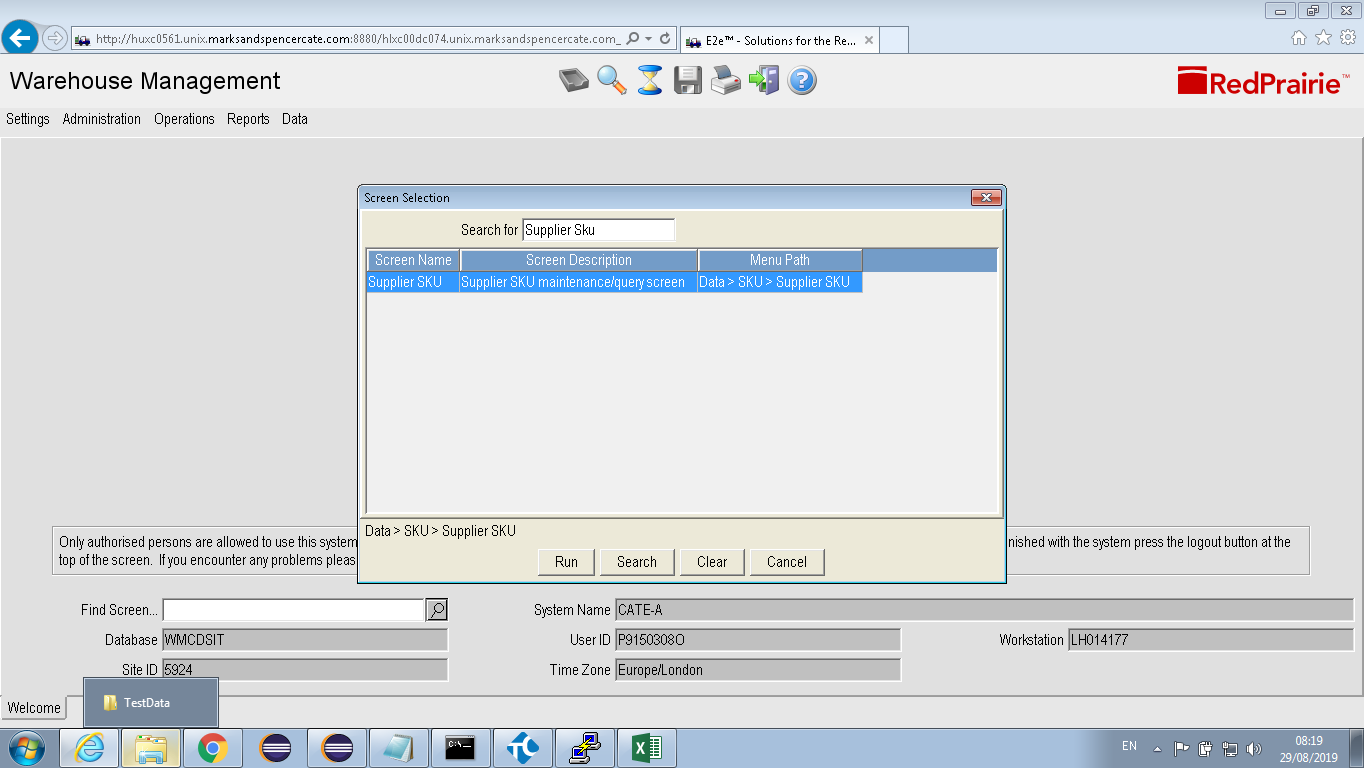 http://huxc0561.unix.marksandspencercate.com:8880/hlxc00dc074.unix.marksandspencercate.com_
E2e™ - Solutions for the Re...
Warehouse Management
RedPrairie™
Settings Administration Operations Reports Data
Screen Selection
Search for Supplier Sku
Screen Name Screen Description Menu Path
Supplier SKU Supplier SKU maintenance/query screen Data > SKU > Supplier SKU
Data > SKU > Supplier SKU
Run Search Clear Cancel
Only authorised persons are allowed to use this system nished with the system press the logout button at the
top of the screen. If you encounter any problems pleas
Find Screen... System Name CATE-A
Database WMCDSIT User ID P9150308O Workstation LH014177
Site ID 5924 Time Zone Europe/London
TestData
Welcome
C:\_
EN 08:19
29/08/2019